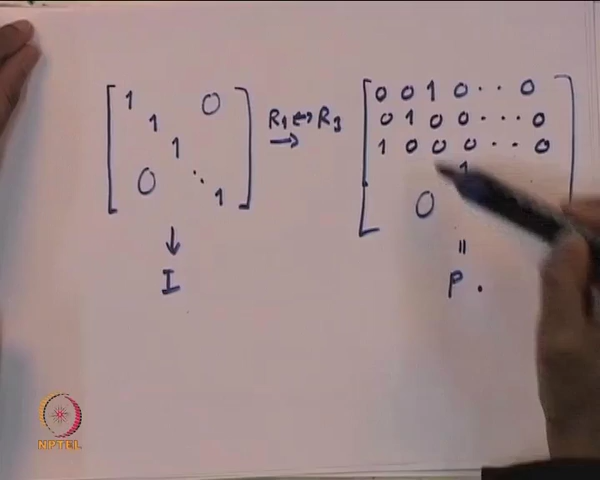 [1 0 R₁↔R₃ [0 0 1 0 · · 0
1 → 0 1 0 0 · · · 0
1 1 0 0 0 · · · 0
0 ⋱ 1] 1
↓ 0
I ॥
P .
NPTEL